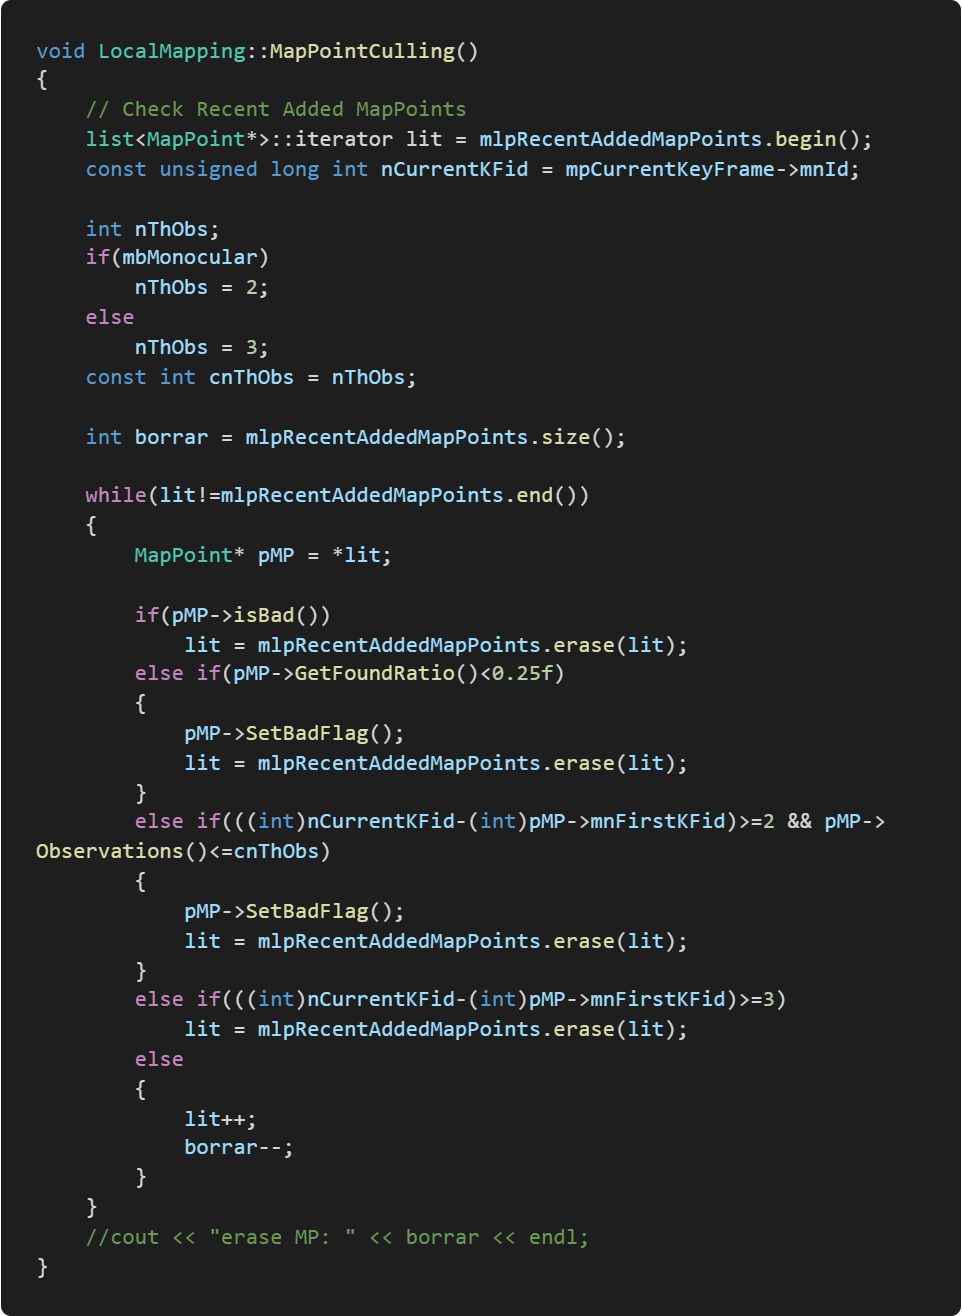 void LocalMapping::MapPointCulling()
{
    // Check Recent Added MapPoints
    list<MapPoint*>::iterator lit = mlpRecentAddedMapPoints.begin();
    const unsigned long int nCurrentKFid = mpCurrentKeyFrame->mnId;

    int nThObs;
    if(mbMonocular)
        nThObs = 2;
    else
        nThObs = 3;
    const int cnThObs = nThObs;

    int borrar = mlpRecentAddedMapPoints.size();

    while(lit!=mlpRecentAddedMapPoints.end())
    {
        MapPoint* pMP = *lit;

        if(pMP->isBad())
            lit = mlpRecentAddedMapPoints.erase(lit);
        else if(pMP->GetFoundRatio()<0.25f)
        {
            pMP->SetBadFlag();
            lit = mlpRecentAddedMapPoints.erase(lit);
        }
        else if(((int)nCurrentKFid-(int)pMP->mnFirstKFid)>=2 && pMP->
Observations()<=cnThObs)
        {
            pMP->SetBadFlag();
            lit = mlpRecentAddedMapPoints.erase(lit);
        }
        else if(((int)nCurrentKFid-(int)pMP->mnFirstKFid)>=3)
            lit = mlpRecentAddedMapPoints.erase(lit);
        else
        {
            lit++;
            borrar--;
        }
    }
    //cout << "erase MP: " << borrar << endl;
}